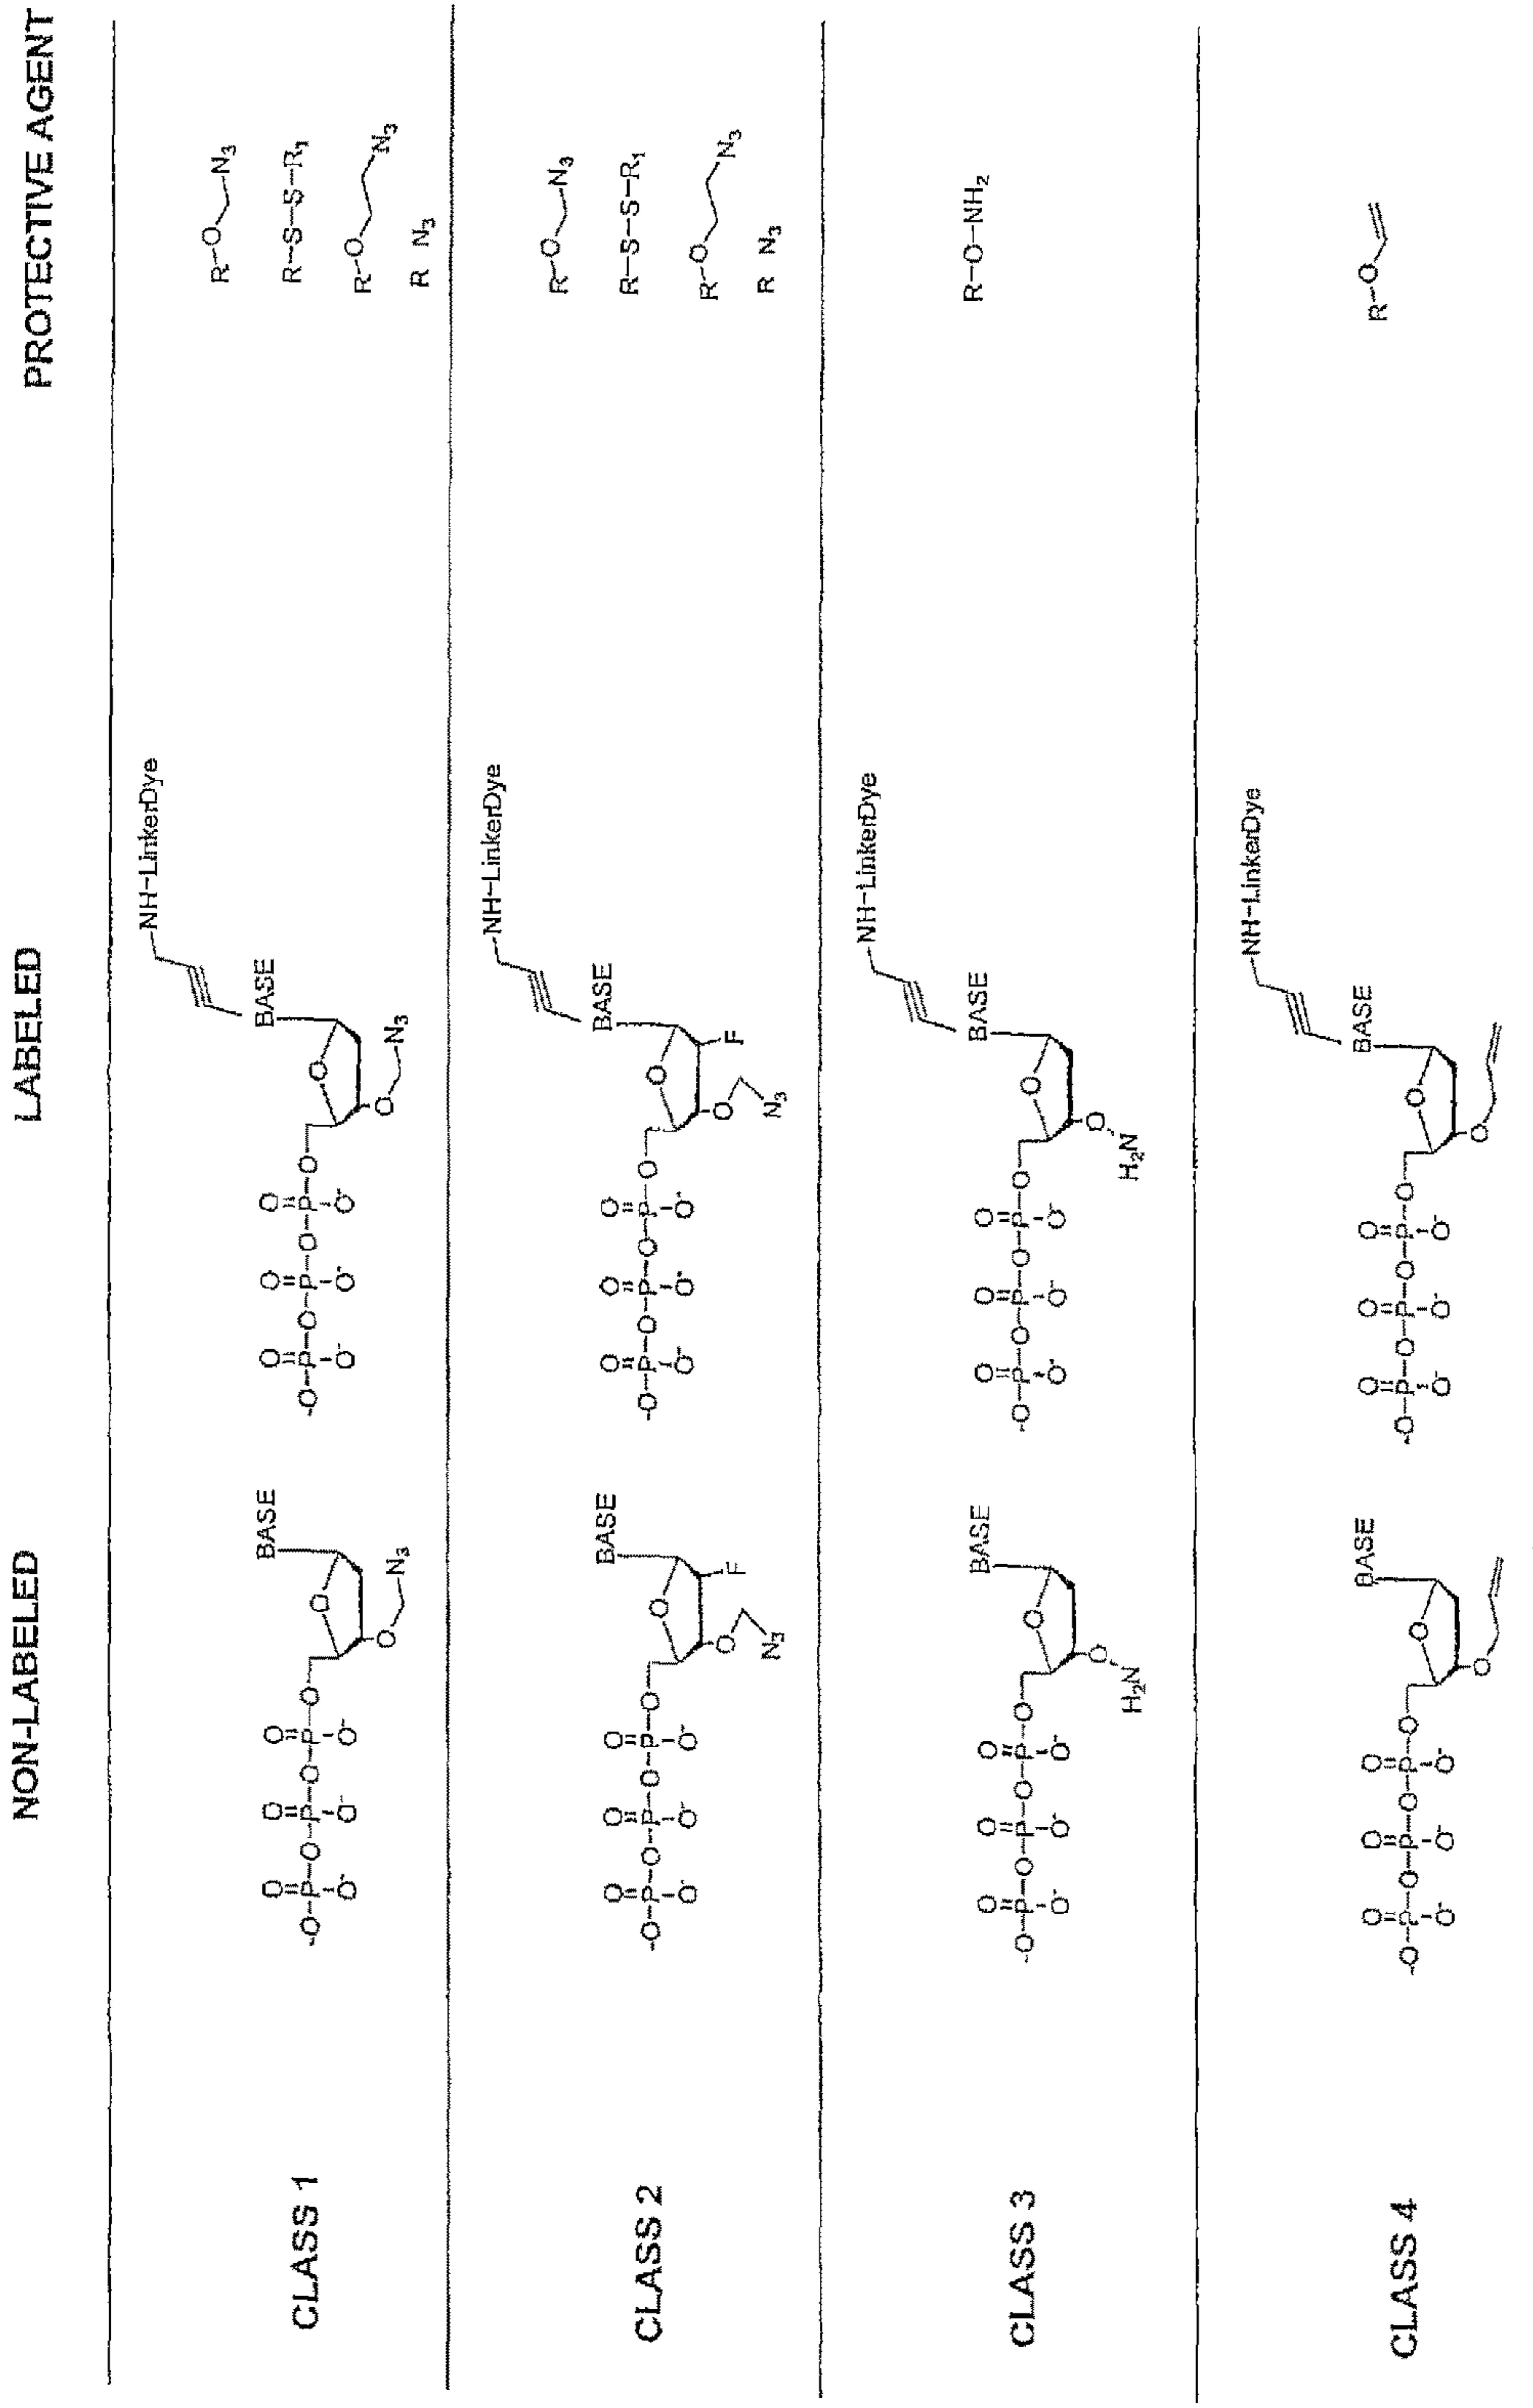 NON-LABELED LABELED PROTECTIVE AGENT
NH-LinkerDye
R-O N3
BASE BASE
O O O O O O
R-S-S-R1
CLASS 1 -O-P-O-P-O-P-O O -O-P-O-P-O-P-O O
O- O- O- O- O- O-
R-O N3
O N3 O N3
R N3
NH-LinkerDye
R-O N3
BASE BASE
O O O O O O
R-S-S-R1
CLASS 2 -O-P-O-P-O-P-O O -O-P-O-P-O-P-O O
O- O- O- O- O- O-
R-O N3
O F O F
N3 N3
R N3
NH-LinkerDye
BASE BASE
R-O-NH2
O O O O O O
CLASS 3 -O-P-O-P-O-P-O O -O-P-O-P-O-P-O O
O- O- O- O- O- O-
O O
H2N H2N
NH-LinkerDye
BASE BASE
R-O
O O O O O O
CLASS 4 -O-P-O-P-O-P-O O -O-P-O-P-O-P-O O
O- O- O- O- O- O-
O O